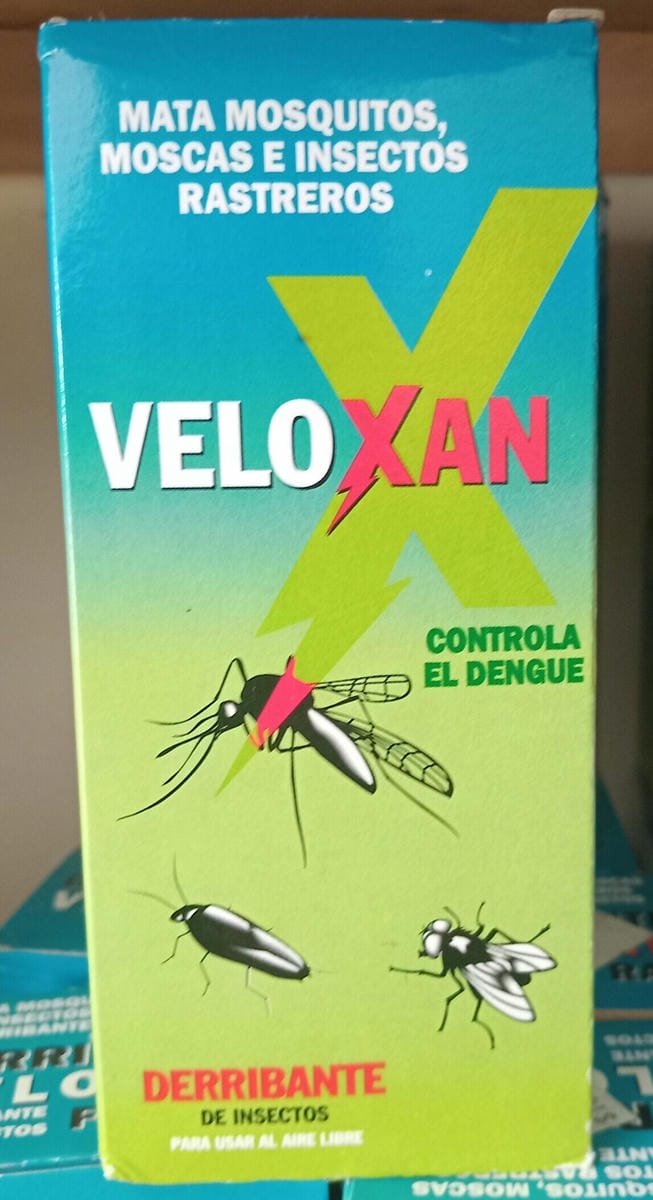 MATA MOSQUITOS,
MOSCAS E INSECTOS
RASTREROS
VELOXAN
CONTROLA
EL DENGUE
DERRIBANTE
DE INSECTOS
PARA USAR AL AIRE LIBRE